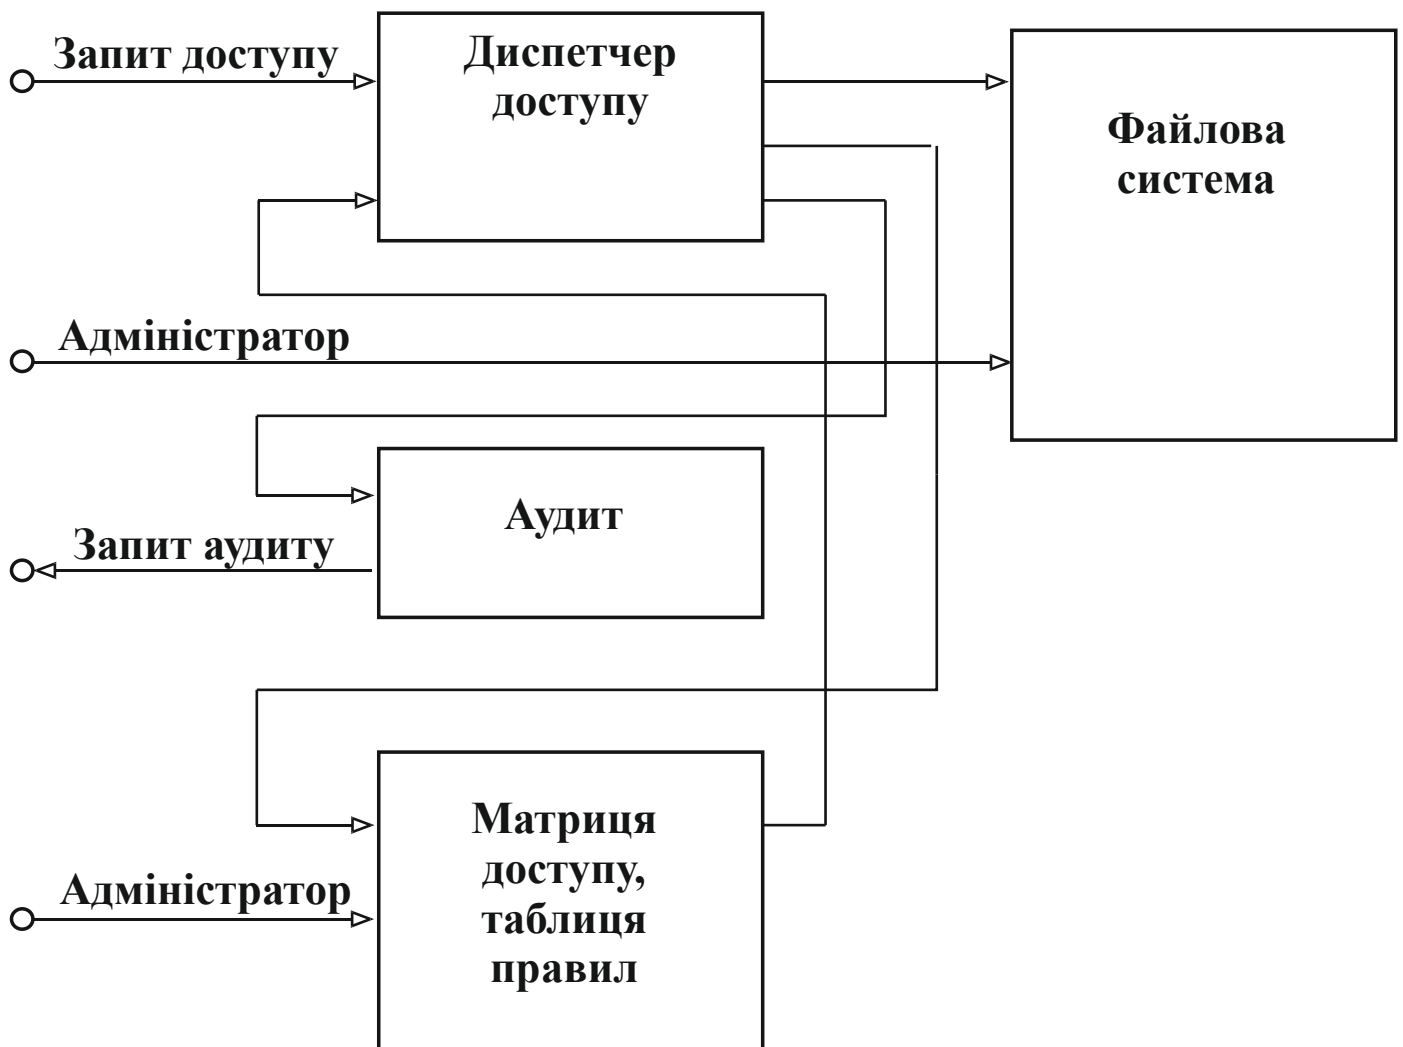 Запит доступу
Диспетчер
доступу
Файлова
система
Адміністратор
Аудит
Запит аудиту
Матриця
доступу,
таблиця
правил
Адміністратор